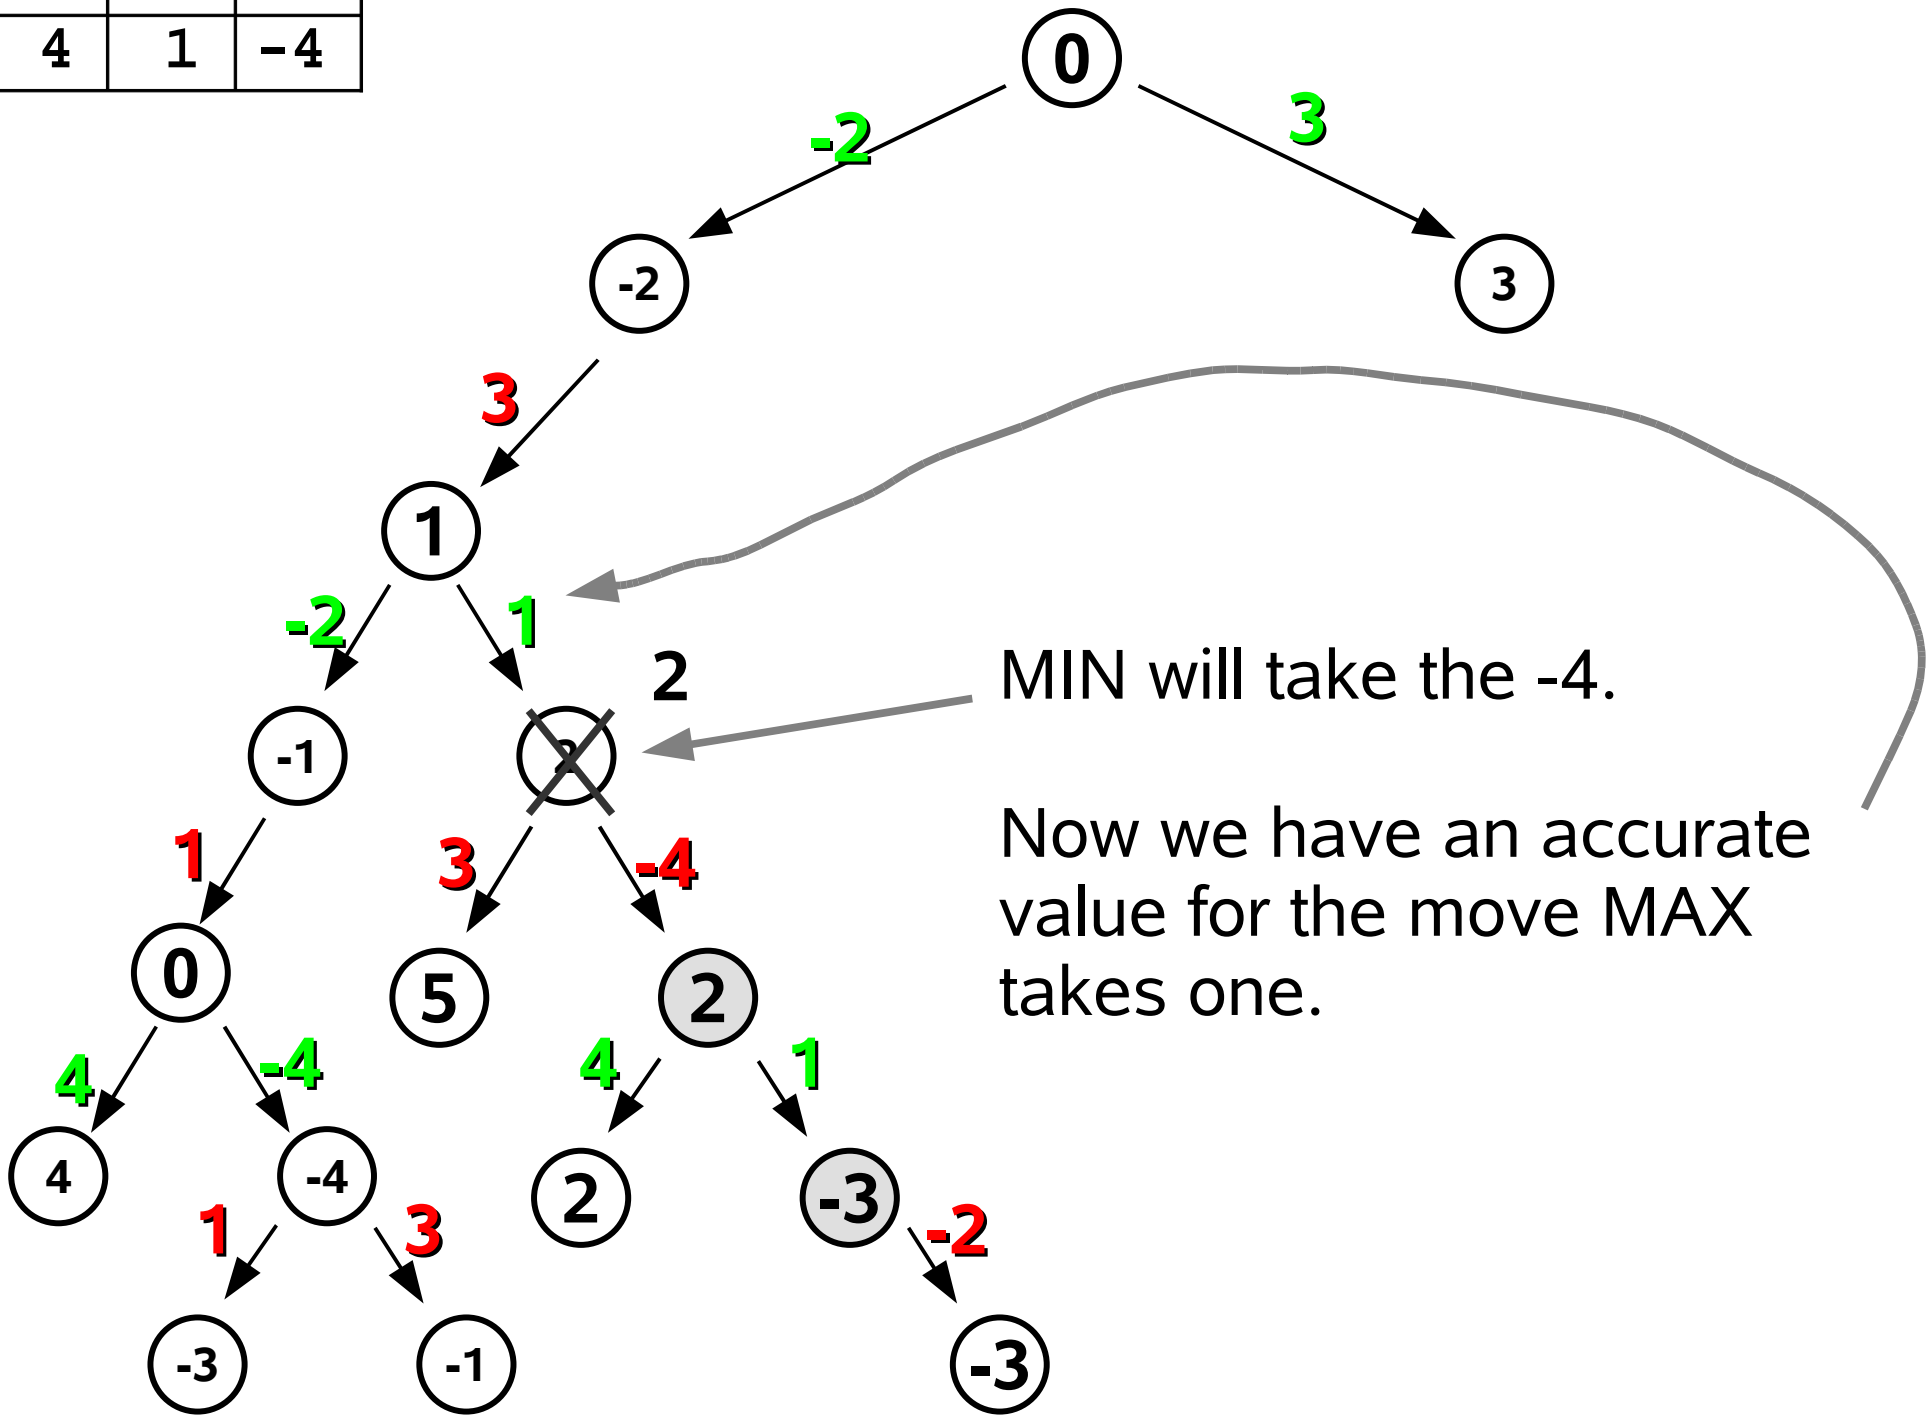 4 1 -4
0
-2 3
-2 3
3
1
-2 1
2
MIN will take the -4.
-1 2
Now we have an accurate
value for the move MAX
takes one.
1 3 -4
0 5 2
4 -4 4 1
4 -4 2 -3
1 3 -2
-3 -1 -3